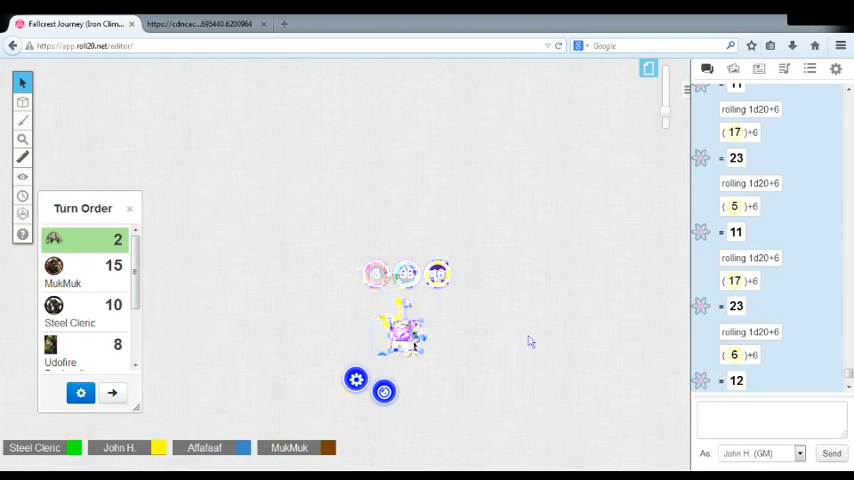 Fallcrest Journey (Iron Clim... ×
https://cdncac...695440.6200964 ×
https://app.roll20.net/editor/
Google
11
rolling 1d20+6
(17)+6
= 23
rolling 1d20+6
(5)+6
= 11
rolling 1d20+6
(17)+6
= 23
rolling 1d20+6
(6)+6
= 12
Turn Order ×
2
15
MukMuk
10
Steel Cleric
8
Udofire
As: John H. (GM) Send
Steel Cleric John H. Affafaaf MukMuk